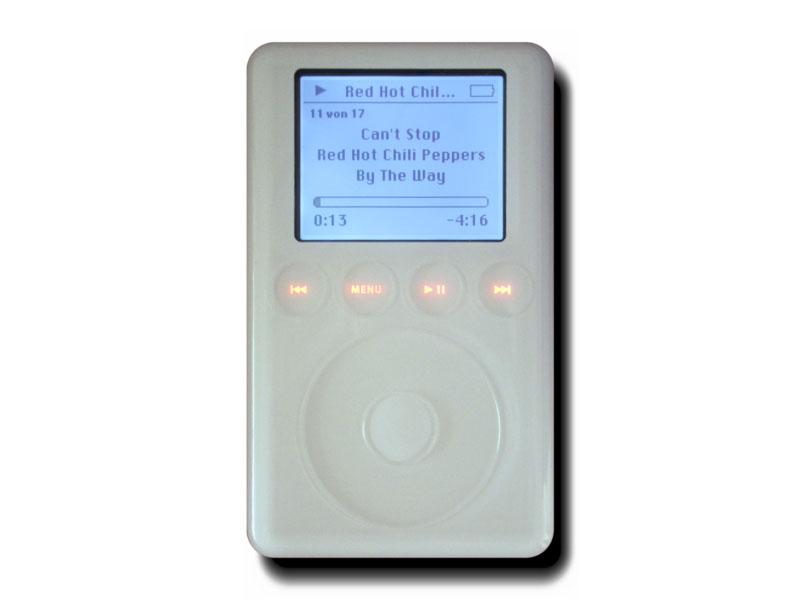 Red Hot Chil...
11 von 17
Can't Stop
Red Hot Chili Peppers
By The Way
0:13 -4:16
MENU